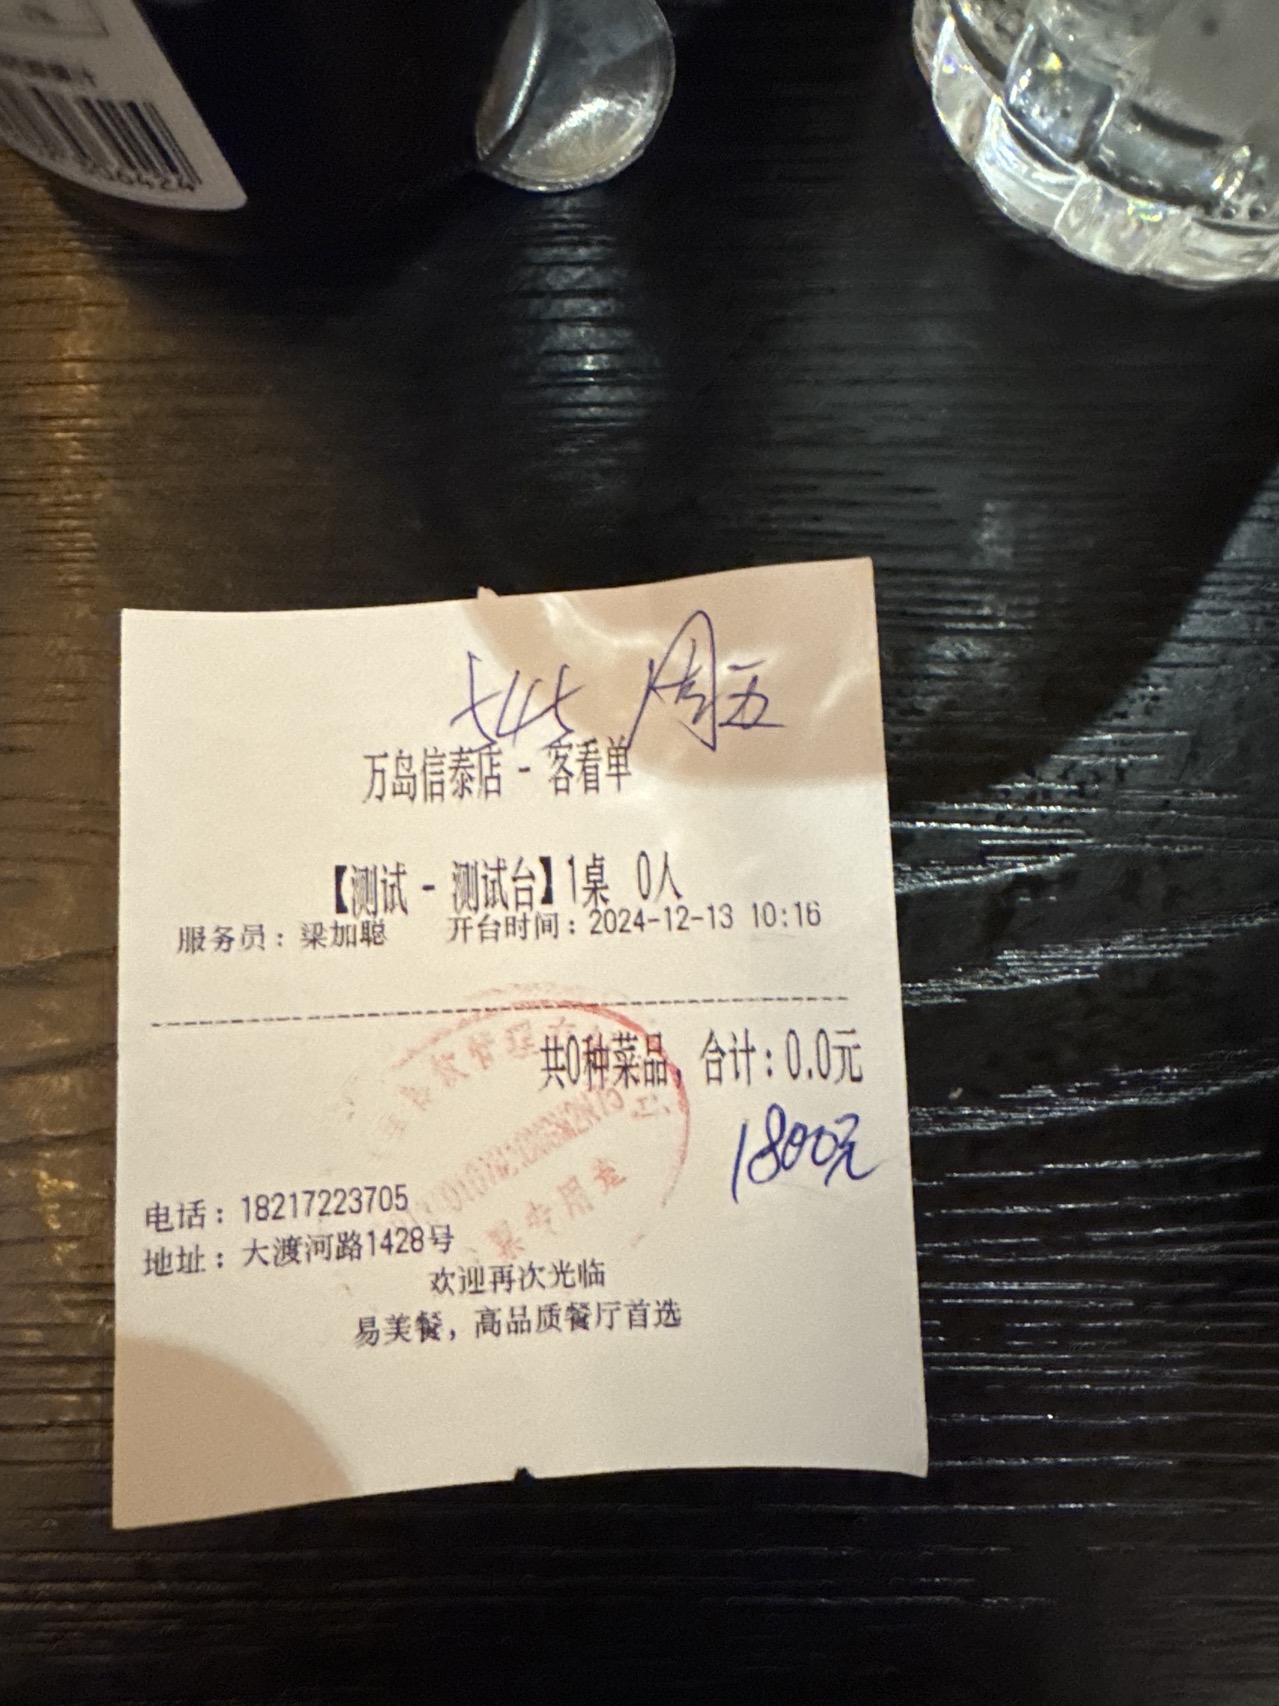 06424
周五
万岛信泰店 - 客看单
【测试 - 测试台】1桌 0人
服务员：梁加聪 开台时间：2024-12-13 10:16
共0种菜品，合计：0.0元
1800元
专用章
电话：18217223705
地址：大渡河路1428号
欢迎再次光临
易美餐，高品质餐厅首选